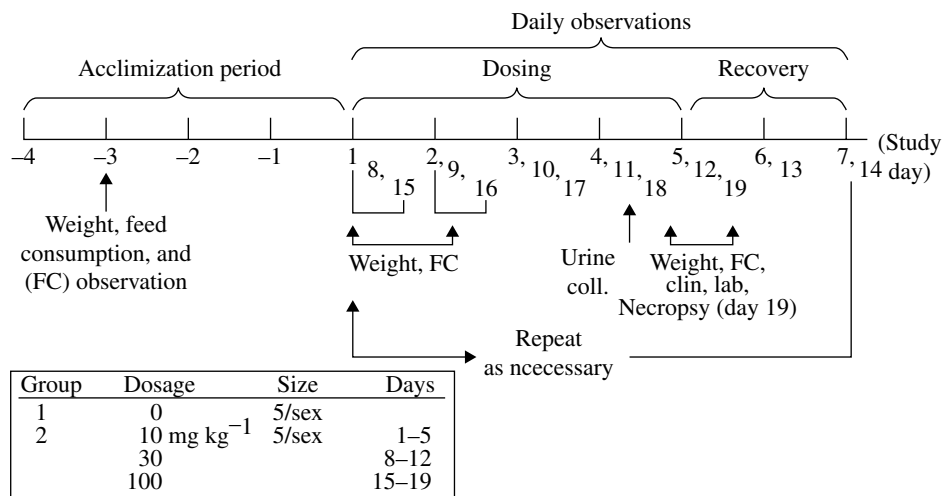 Daily observations
Acclimization period
Dosing
Recovery
–4
–3
–2
–1
1
2,
3,
4,
5,
6,
7,
(Study
day)
8,
9,
10,
11,
12,
13
14
15
16
17
18
19
Weight, feed
consumption, and
(FC) observation
Weight, FC
Urine
coll.
Weight, FC,
clin, lab,
Necropsy (day 19)
Repeat
as ncecessary
Group Dosage Size Days
1 0 5/sex
2 10 mg kg⁻¹ 5/sex 1–5
30 8–12
100 15–19